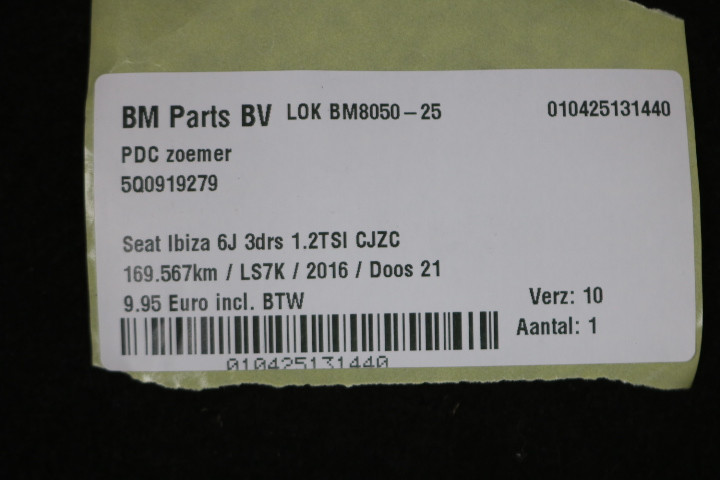 BM Parts BV LOK BM8050-25 010425131440
PDC zoemer
5Q0919279
Seat Ibiza 6J 3drs 1.2TSI CJZC
169.567km / LS7K / 2016 / Doos 21
9.95 Euro incl. BTW Verz: 10
Aantal: 1
010425131440